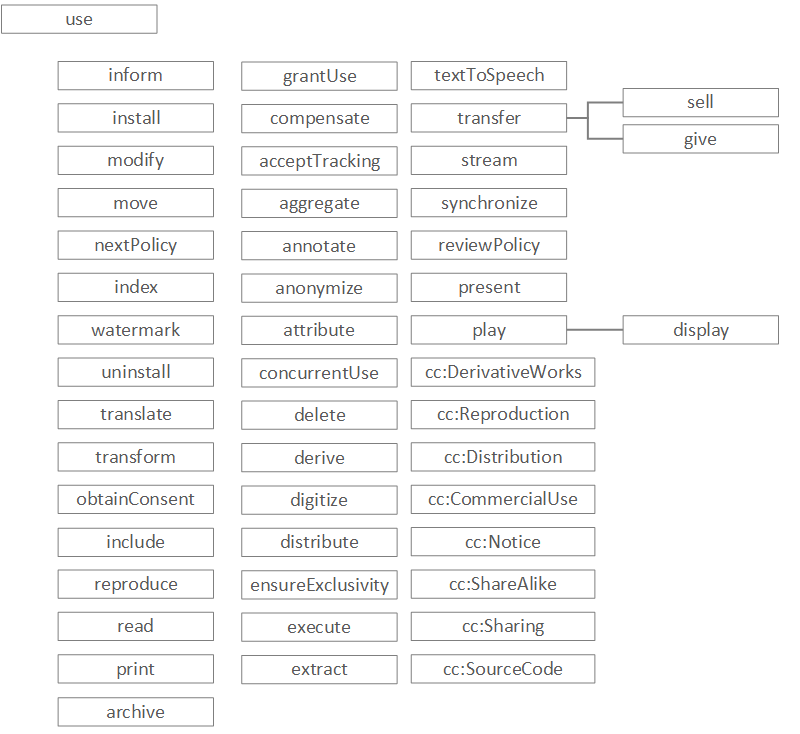 use
inform
install
modify
move
nextPolicy
index
watermark
uninstall
translate
transform
obtainConsent
include
reproduce
read
print
archive
grantUse
compensate
acceptTracking
aggregate
annotate
anonymize
attribute
concurrentUse
delete
derive
digitize
distribute
ensureExclusivity
execute
extract
textToSpeech
transfer
stream
synchronize
reviewPolicy
present
play
cc:DerivativeWorks
cc:Reproduction
cc:Distribution
cc:CommercialUse
cc:Notice
cc:ShareAlike
cc:Sharing
cc:SourceCode
sell
give
display